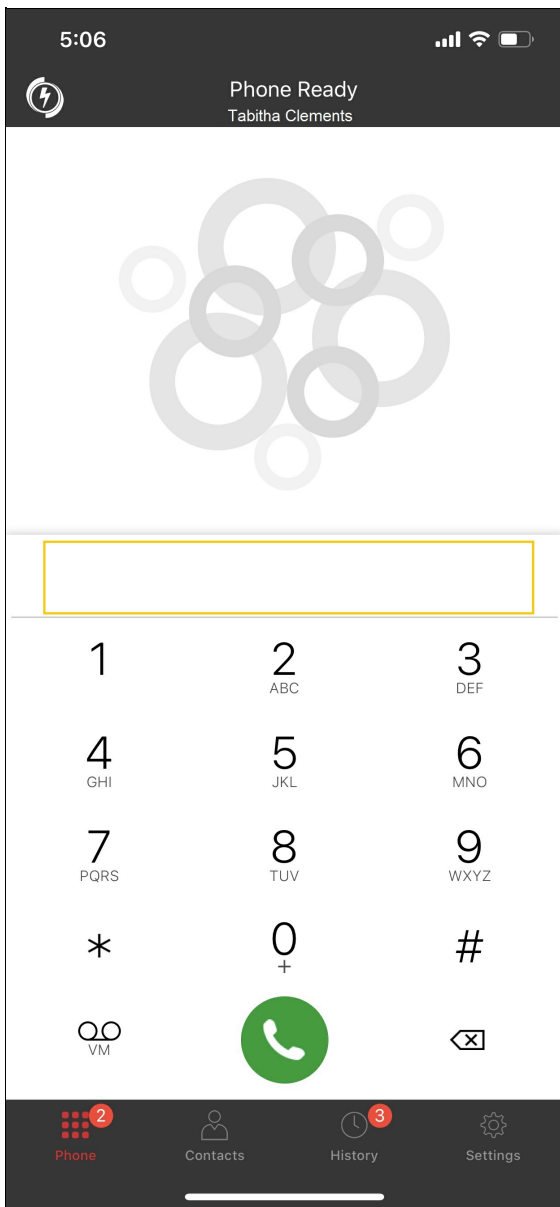 5:06
Phone Ready
Tabitha Clements
1 2 3
ABC DEF
4 5 6
GHI JKL MNO
7 8 9
PQRS TUV WXYZ
* 0 #
+
VM
2 3
Phone Contacts History Settings